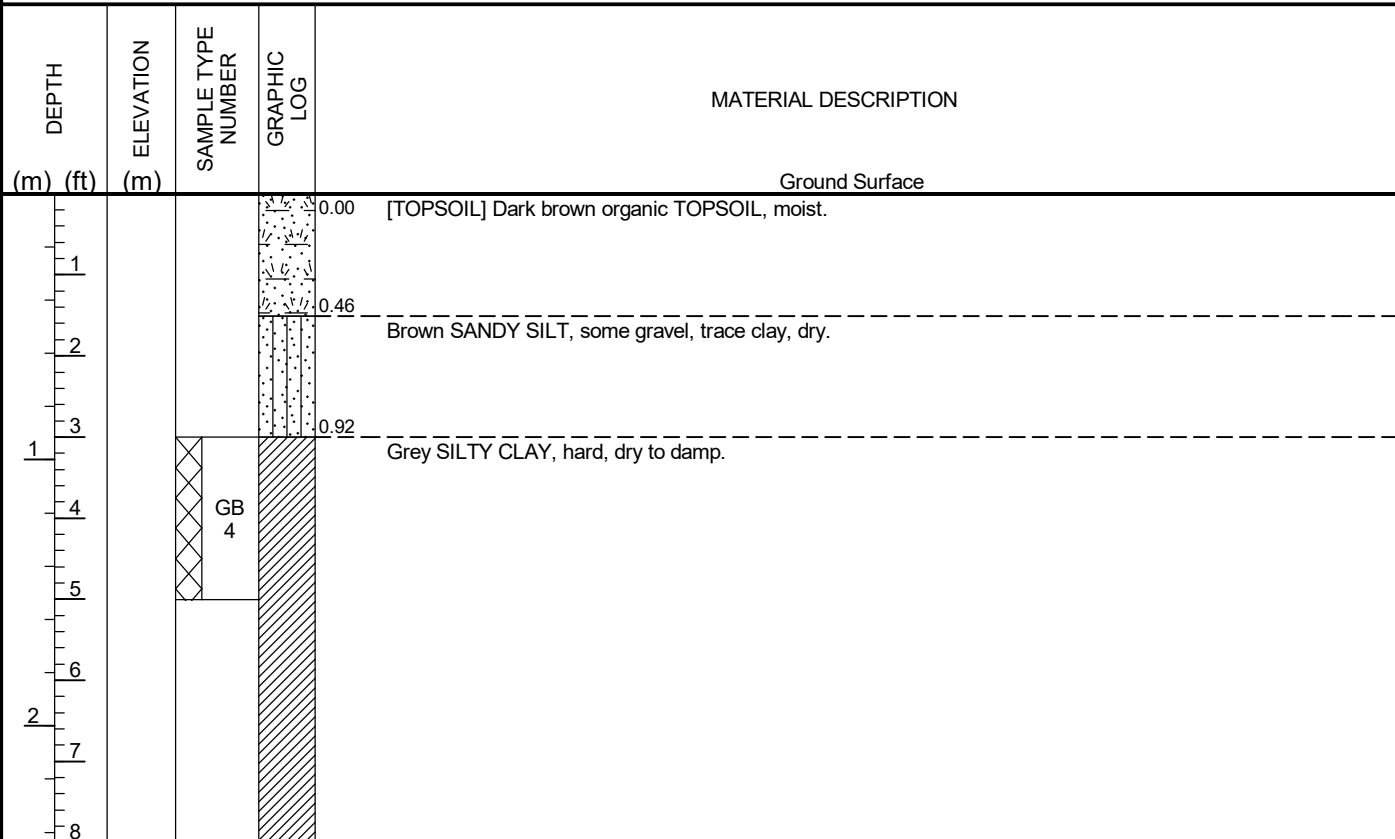 DEPTH
ELEVATION
SAMPLE TYPE
NUMBER
GRAPHIC
LOG
MATERIAL DESCRIPTION
(m) (ft) (m)
Ground Surface
0.00 [TOPSOIL] Dark brown organic TOPSOIL, moist.
1
0.46
Brown SANDY SILT, some gravel, trace clay, dry.
2
3
0.92
1
Grey SILTY CLAY, hard, dry to damp.
GB
4
4
5
6
2
7
8